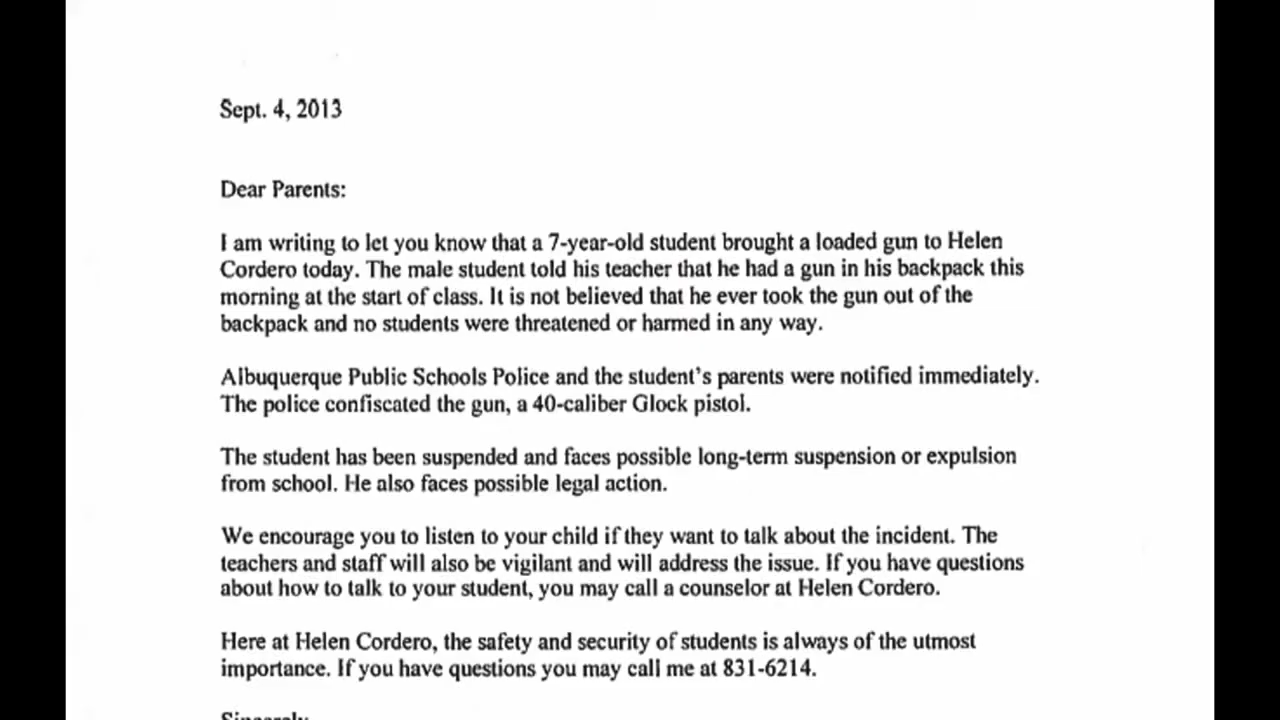 Sept. 4, 2013
Dear Parents:
I am writing to let you know that a 7-year-old student brought a loaded gun to Helen
Cordero today. The male student told his teacher that he had a gun in his backpack this
morning at the start of class. It is not believed that he ever took the gun out of the
backpack and no students were threatened or harmed in any way.
Albuquerque Public Schools Police and the student's parents were notified immediately.
The police confiscated the gun, a 40-caliber Glock pistol.
The student has been suspended and faces possible long-term suspension or expulsion
from school. He also faces possible legal action.
We encourage you to listen to your child if they want to talk about the incident. The
teachers and staff will also be vigilant and will address the issue. If you have questions
about how to talk to your student, you may call a counselor at Helen Cordero.
Here at Helen Cordero, the safety and security of students is always of the utmost
importance. If you have questions you may call me at 831-6214.
Sincerely